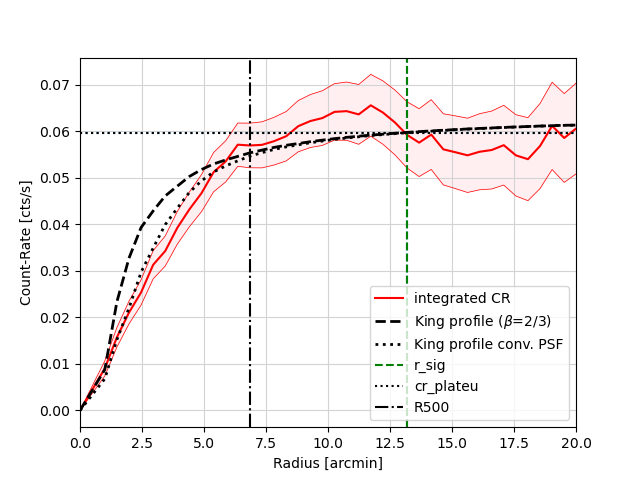 0.07
0.06
0.05
0.04
0.03
0.02
0.01
0.00
Count-Rate [cts/s]
integrated CR
King profile (β=2/3)
King profile conv. PSF
r_sig
cr_plateu
R500
0.0 2.5 5.0 7.5 10.0 12.5 15.0 17.5 20.0
Radius [arcmin]